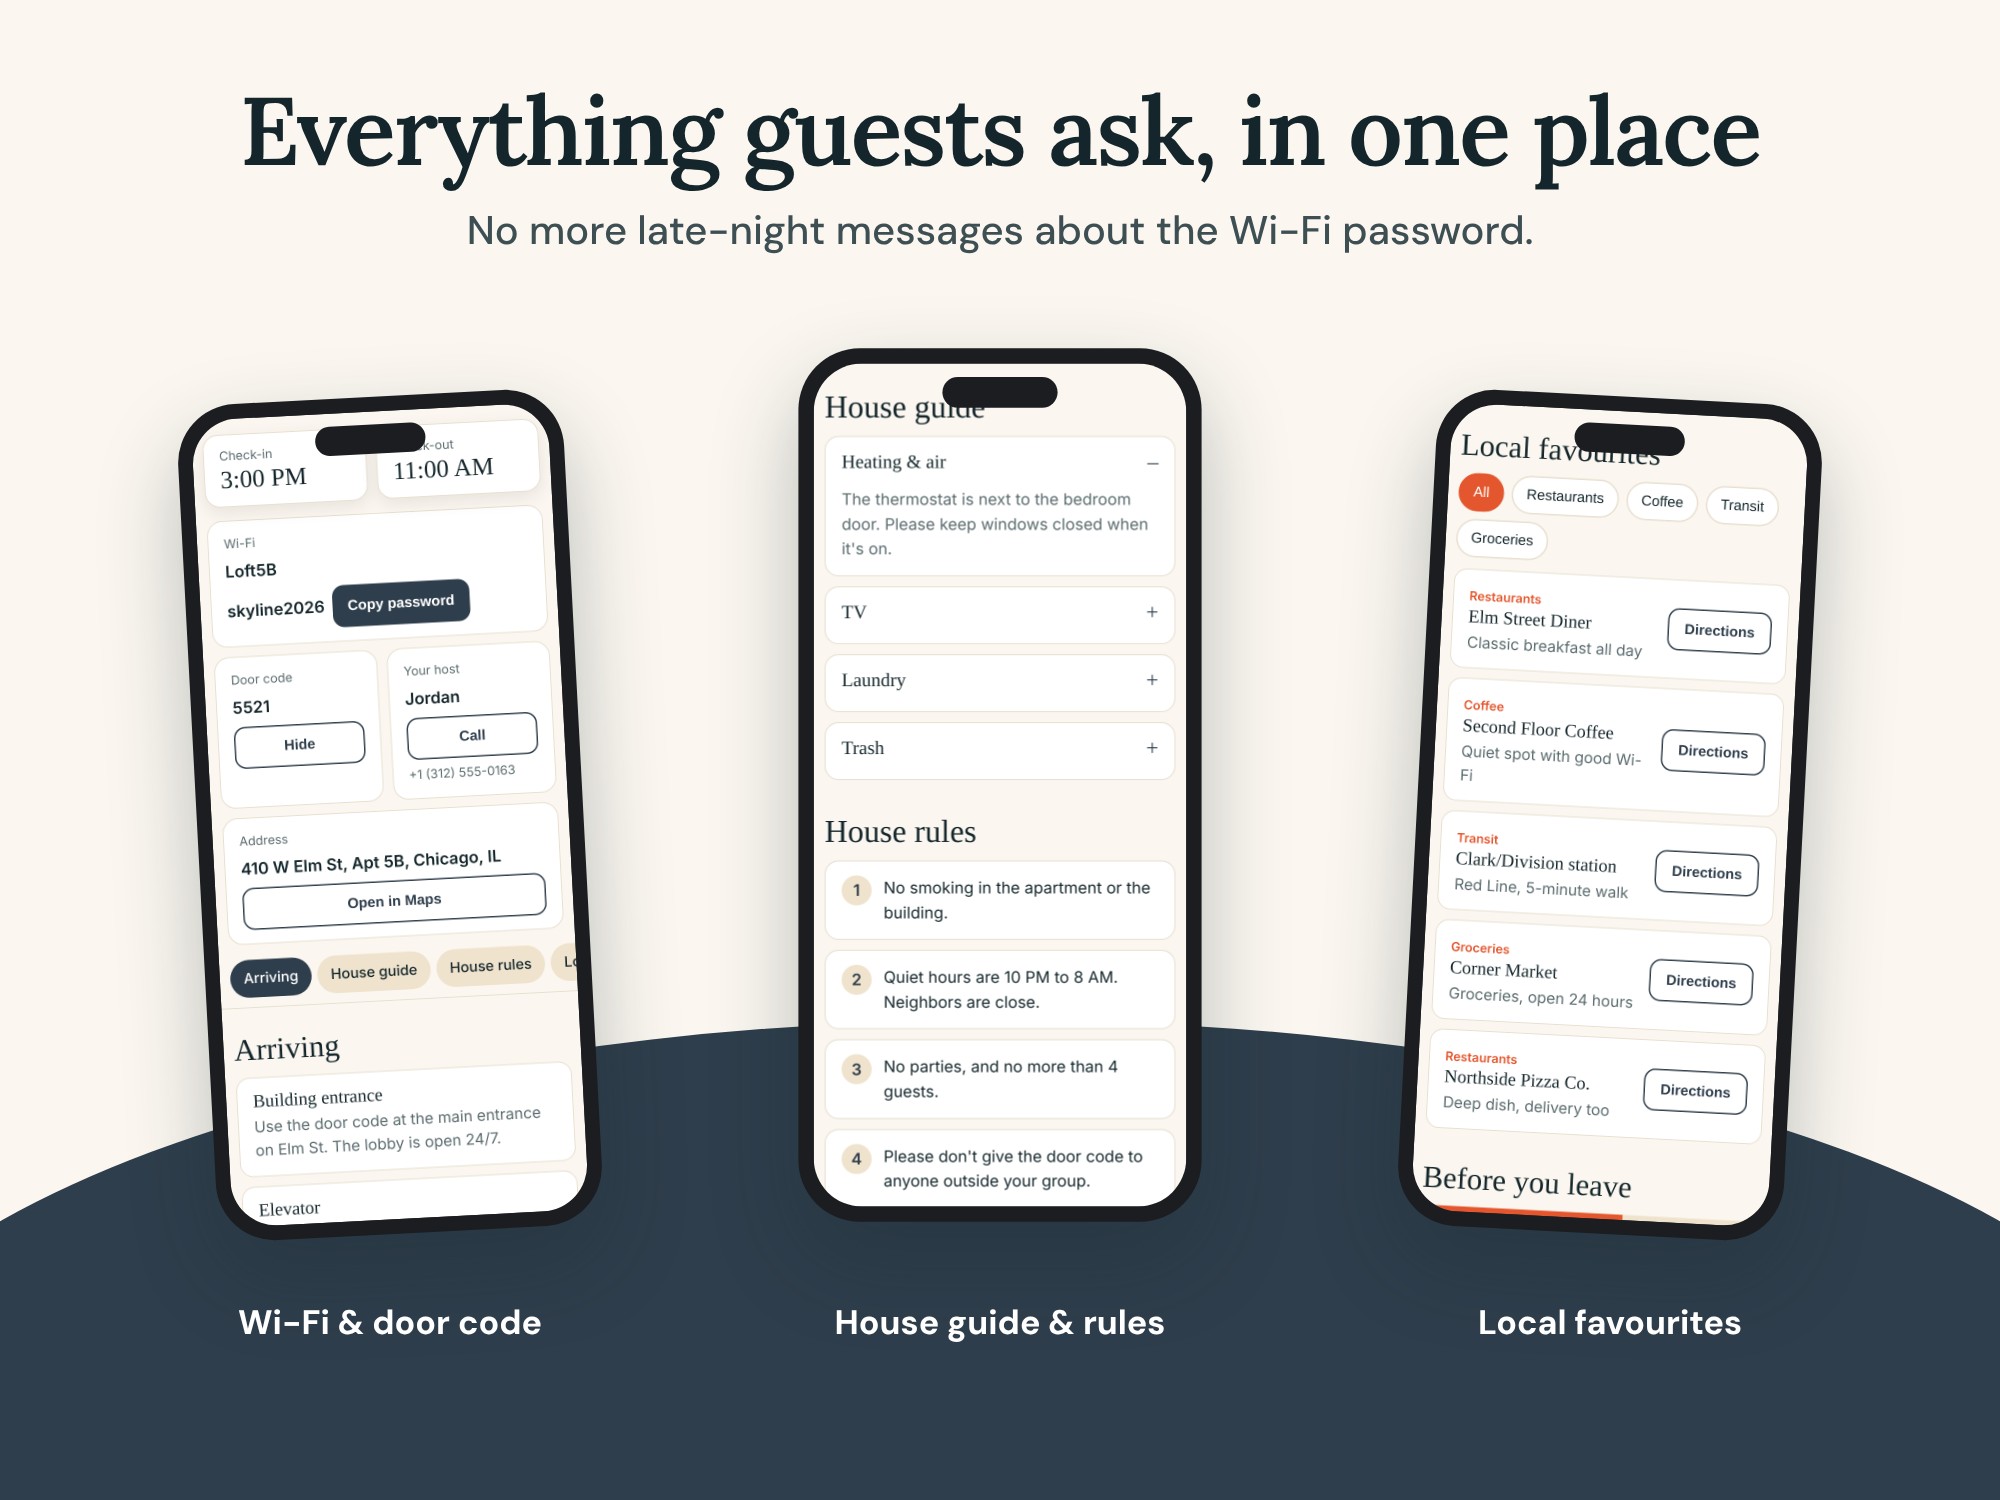 Everything guests ask, in one place
No more late-night messages about the Wi-Fi password.
Check-in
3:00 PM
k-out
11:00 AM
Wi-Fi
Loft5B
skyline2026
Copy password
Door code
5521
Hide
Your host
Jordan
Call
+1 (312) 555-0163
Address
410 W Elm St, Apt 5B, Chicago, IL
Open in Maps
Arriving
House guide
House rules
Lo
Arriving
Building entrance
Use the door code at the main entrance
on Elm St. The lobby is open 24/7.
Elevator
Wi-Fi & door code
House guide
Heating & air
–
The thermostat is next to the bedroom
door. Please keep windows closed when
it's on.
TV
+
Laundry
+
Trash
+
House rules
1
No smoking in the apartment or the
building.
2
Quiet hours are 10 PM to 8 AM.
Neighbors are close.
3
No parties, and no more than 4
guests.
4
Please don't give the door code to
anyone outside your group.
House guide & rules
Local favourites
All
Restaurants
Coffee
Transit
Groceries
Restaurants
Elm Street Diner
Classic breakfast all day
Directions
Coffee
Second Floor Coffee
Quiet spot with good Wi-
Fi
Directions
Transit
Clark/Division station
Red Line, 5-minute walk
Directions
Groceries
Corner Market
Groceries, open 24 hours
Directions
Restaurants
Northside Pizza Co.
Deep dish, delivery too
Directions
Before you leave
Local favourites